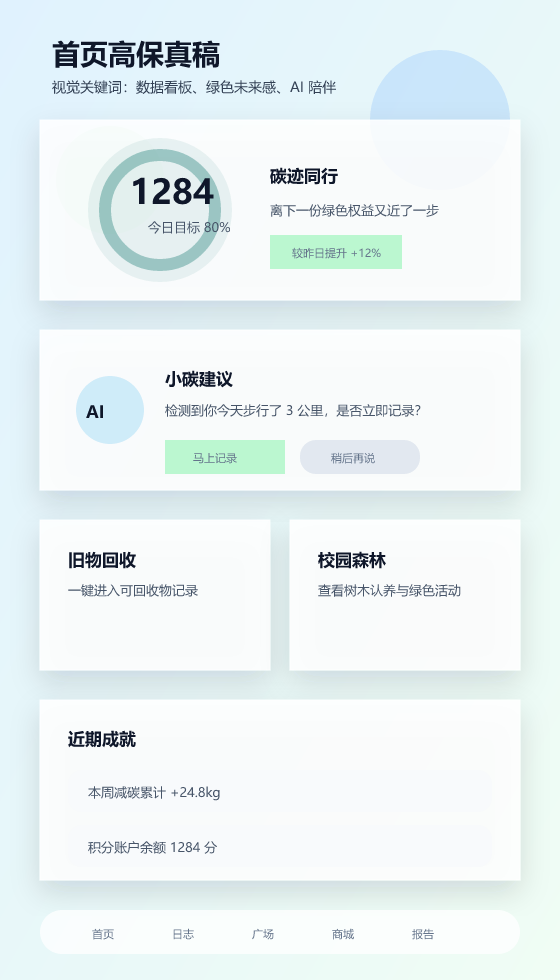 首页高保真稿
视觉关键词：数据看板、绿色未来感、AI 陪伴
1284
今日目标 80%
碳迹同行
离下一份绿色权益又近了一步
较昨日提升 +12%
AI
小碳建议
检测到你今天步行了 3 公里，是否立即记录？
马上记录
稍后再说
旧物回收
一键进入可回收物记录
校园森林
查看树木认养与绿色活动
近期成就
本周减碳累计 +24.8kg
积分账户余额 1284 分
首页 日志 广场 商城 报告